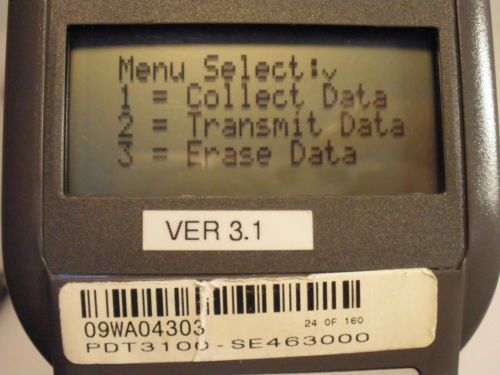 Menu Select:
1 = Collect Data
2 = Transmit Data
3 = Erase Data
VER 3.1
09WA04303
24 OF 160
PDT3100-SE463000